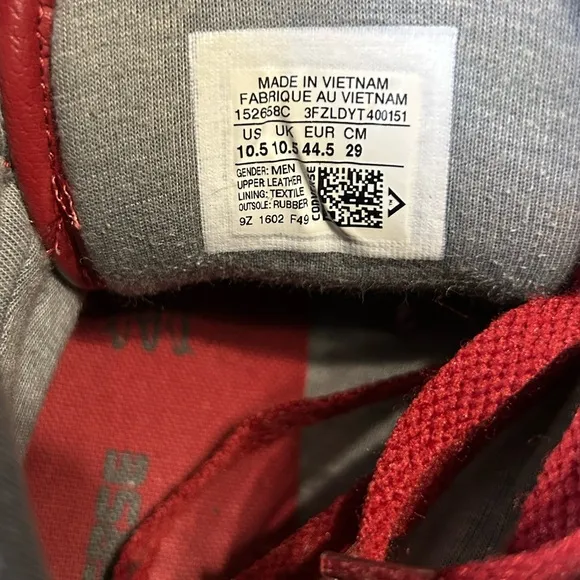 MADE IN VIETNAM
FABRIQUE AU VIETNAM
152658C 3FZLDYT400151
US UK EUR CM
10.5 10.5 44.5 29
GENDER: MEN
UPPER: LEATHER
LINING: TEXTILE
OUTSOLE: RUBBER
CONVERSE
9Z 1602 F49